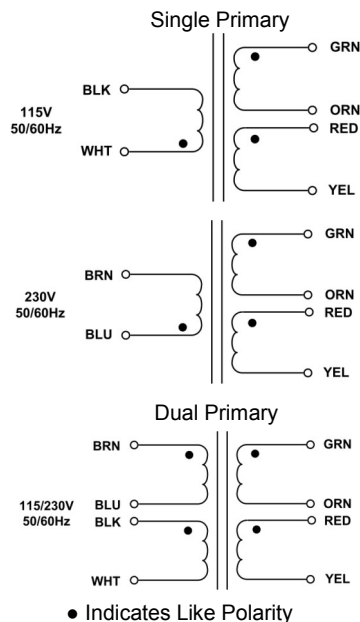 Single Primary
GRN
BLK
115V
50/60Hz
ORN
RED
WHT
YEL
GRN
BRN
230V
50/60Hz
ORN
RED
BLU
YEL
Dual Primary
BRN
GRN
115/230V
50/60Hz
BLU
ORN
BLK
RED
WHT
YEL
● Indicates Like Polarity